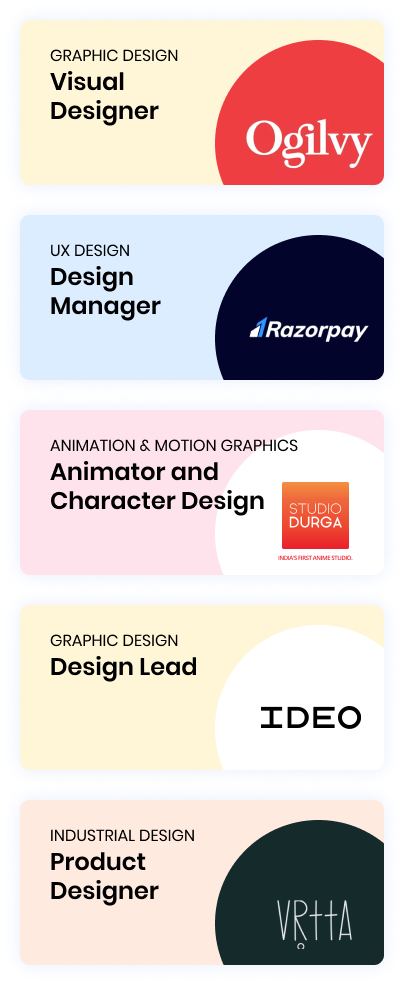 GRAPHIC DESIGN
Visual
Designer
Ogilvy
UX DESIGN
Design
Manager
Razorpay
ANIMATION & MOTION GRAPHICS
Animator and
Character Design
STUDIO
DURGA
INDIA'S FIRST ANIME STUDIO.
GRAPHIC DESIGN
Design Lead
IDEO
INDUSTRIAL DESIGN
Product
Designer
VRTTA